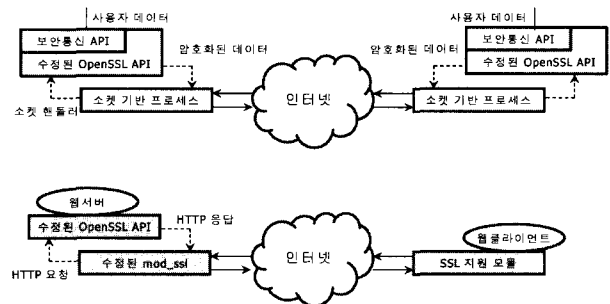 사용자 데이터
보안통신 API
수정된 OpenSSL API
암호화된 데이터
소켓 핸들러
소켓 기반 프로세스
인터넷
사용자 데이터
보안통신 API
수정된 OpenSSL API
암호화된 데이터
소켓 기반 프로세스
웹서버
수정된 OpenSSL API
HTTP 응답
HTTP 요청
수정된 mod_ssl
인터넷
웹클라이언트
SSL 지원 모듈